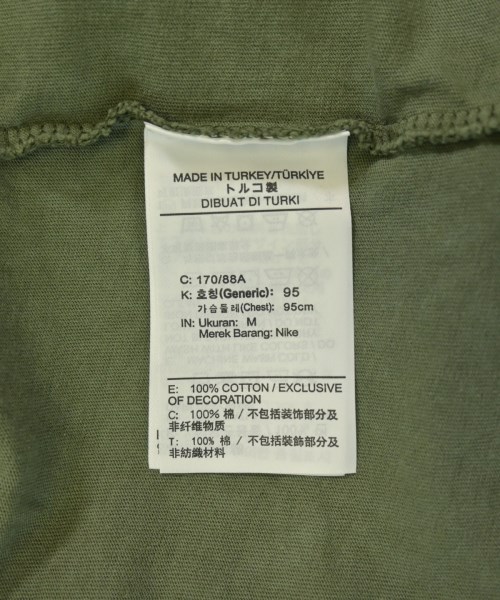 MADE IN TURKEY/TÜRKİYE
トルコ製
DIBUAT DI TURKI
C: 170/88A
K: 호칭(Generic): 95
가슴둘레(Chest): 95cm
IN: Ukuran: M
Merek Barang: Nike
E: 100% COTTON / EXCLUSIVE
OF DECORATION
C: 100% 棉 / 不包括装饰部分及
非纤维物质
T: 100% 棉 / 不包括裝飾部分及
非紡織材料